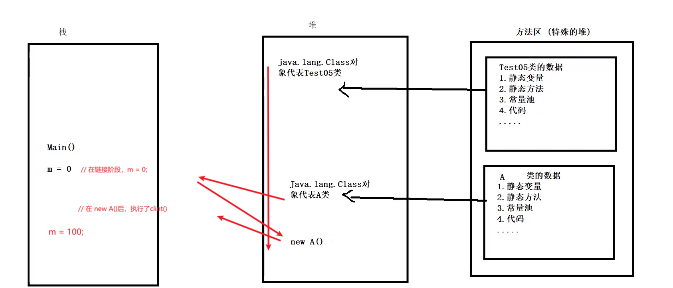 栈
堆
方法区 (特殊的堆)
Main()
m = 0 // 在链接阶段，m = 0;
// 在 new A()后，执行了clint()
m = 100;
java.lang.Class对
象代表Test05类
Java.lang.Class对
象代表A类
new A()
Test05类的数据
1.静态变量
2.静态方法
3.常量池
4.代码
.....
A 类的数据
1.静态变量
2.静态方法
3.常量池
4.代码
.....